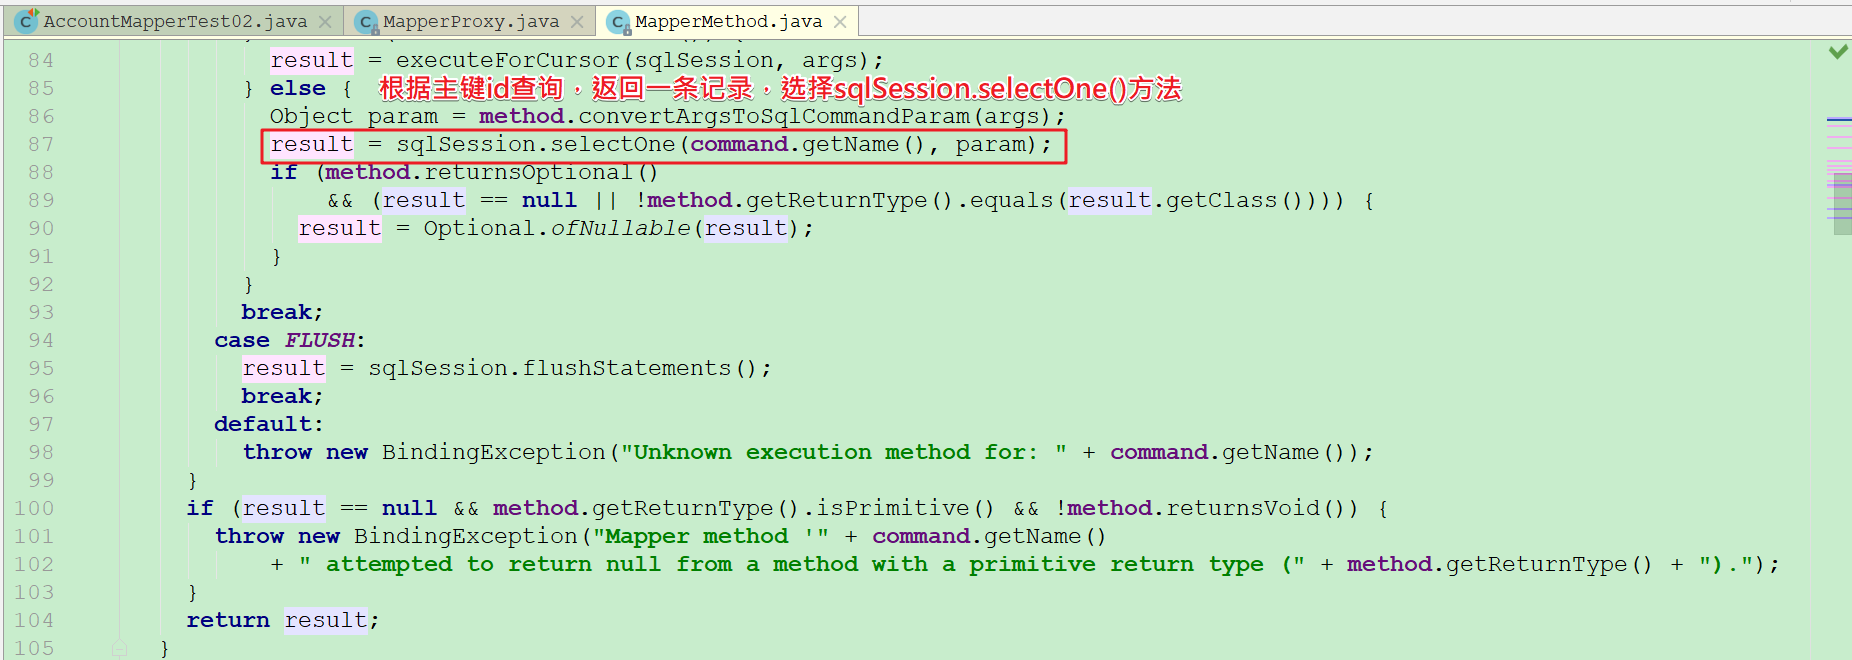 AccountMapperTest02.java MapperProxy.java MapperMethod.java
84 result = executeForCursor(sqlSession, args);
85 } else { 根据主键id查询，返回一条记录，选择sqlSession.selectOne()方法
86 Object param = method.convertArgsToSqlCommandParam(args);
87 result = sqlSession.selectOne(command.getName(), param);
88 if (method.returnsOptional()
89 && (result == null || !method.getReturnType().equals(result.getClass()))) {
90 result = Optional.ofNullable(result);
91 }
92 }
93 break;
94 case FLUSH:
95 result = sqlSession.flushStatements();
96 break;
97 default:
98 throw new BindingException("Unknown execution method for: " + command.getName());
99 }
100 if (result == null && method.getReturnType().isPrimitive() && !method.returnsVoid()) {
101 throw new BindingException("Mapper method '" + command.getName()
102 + " attempted to return null from a method with a primitive return type (" + method.getReturnType() + ").");
103 }
104 return result;
105 }